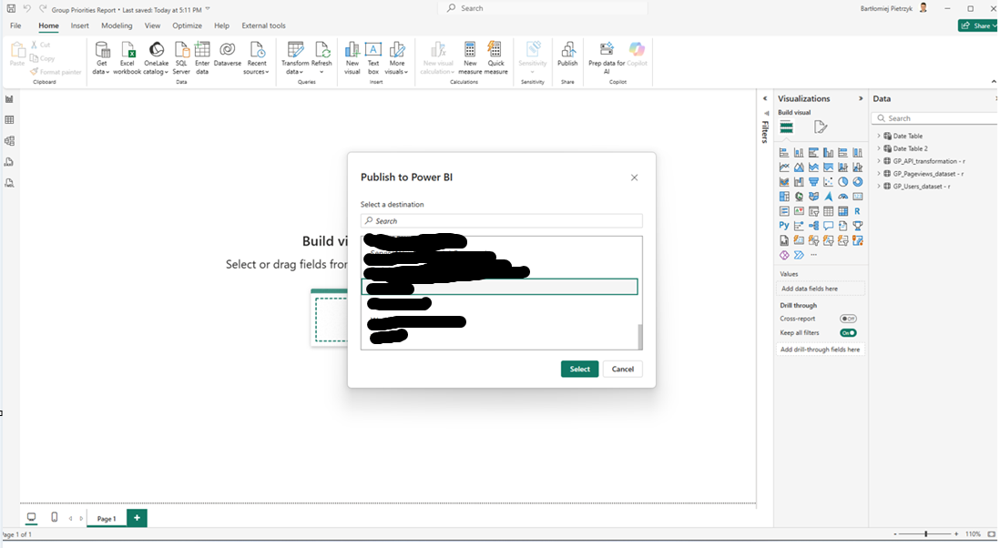 Group Priorities Report • Last saved: Today at 5:11 PM
Search
Bartłomiej Pietrzyk
File Home Insert Modeling View Optimize Help External tools
Share
Paste
Cut
Copy
Format painter
Clipboard
Get data
Excel workbook
OneLake catalog
SQL Server
Enter data
Dataverse
Recent sources
Data
Transform data
Refresh
Queries
New visual
Text box
More visuals
Insert
New visual calculation
New measure
Quick measure
Calculations
Sensitivity
Sensitivity
Publish
Share
Prep data for AI
Copilot
Copilot
Filters
Build vi
Select or drag fields fro
Publish to Power BI
Select a destination
Search
Select
Cancel
Visualizations
Build visual
R
Py
Values
Add data fields here
Drill through
Cross-report
Off
Keep all filters
On
Add drill-through fields here
Data
Search
Date Table
Date Table 2
GP_API_transformation - r
GP_Pageviews_dataset - r
GP_Users_dataset - r
Page 1
Page 1 of 1
110%